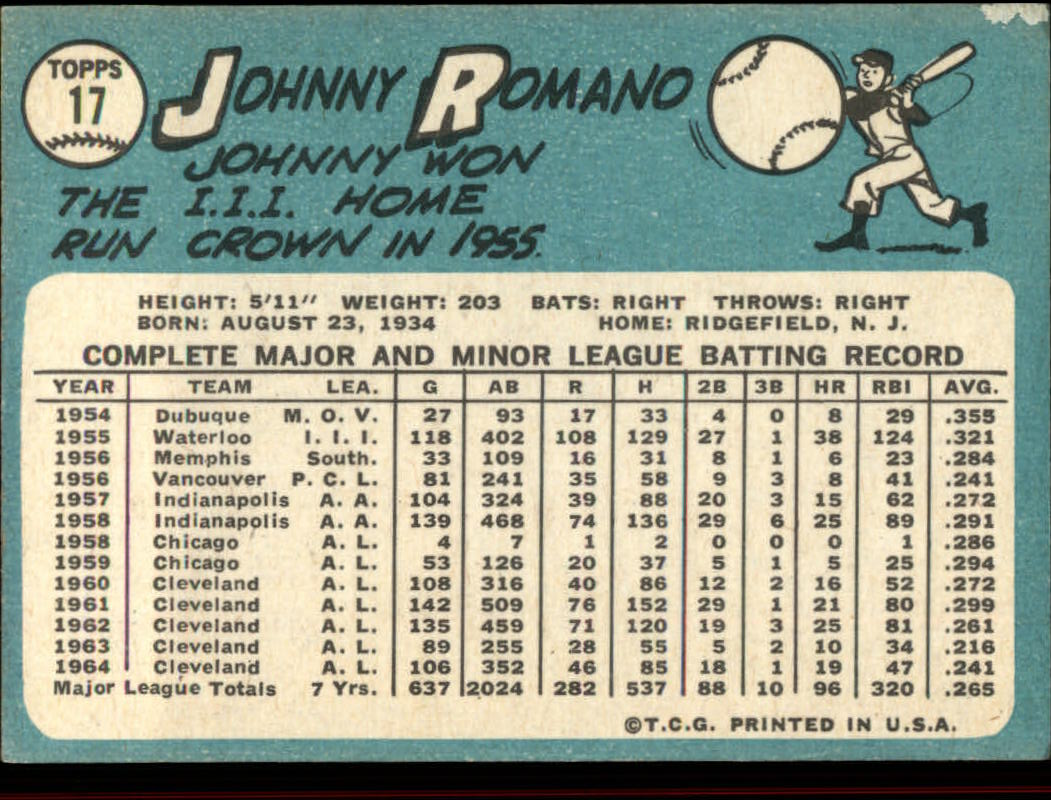 TOPPS
17
JOHNNY ROMANO
JOHNNY WON
THE I.I.I. HOME
RUN CROWN IN 1955.
HEIGHT: 5'11" WEIGHT: 203 BATS: RIGHT THROWS: RIGHT
BORN: AUGUST 23, 1934 HOME: RIDGEFIELD, N. J.
COMPLETE MAJOR AND MINOR LEAGUE BATTING RECORD
YEAR TEAM LEA. G AB R H 2B 3B HR RBI AVG.
1954 Dubuque M. O. V. 27 93 17 33 4 0 8 29 .355
1955 Waterloo I. I. I. 118 402 108 129 27 1 38 124 .321
1956 Memphis South. 33 109 16 31 8 1 6 23 .284
1956 Vancouver P. C. L. 81 241 35 58 9 3 8 41 .241
1957 Indianapolis A. A. 104 324 39 88 20 3 15 62 .272
1958 Indianapolis A. A. 139 468 74 136 29 6 25 89 .291
1958 Chicago A. L. 4 7 1 2 0 0 0 1 .286
1959 Chicago A. L. 53 126 20 37 5 1 5 25 .294
1960 Cleveland A. L. 108 316 40 86 12 2 16 52 .272
1961 Cleveland A. L. 142 509 76 152 29 1 21 80 .299
1962 Cleveland A. L. 135 459 71 120 19 3 25 81 .261
1963 Cleveland A. L. 89 255 28 55 5 2 10 34 .216
1964 Cleveland A. L. 106 352 46 85 18 1 19 47 .241
Major League Totals 7 Yrs. 637 2024 282 537 88 10 96 320 .265
©T.C.G. PRINTED IN U.S.A.